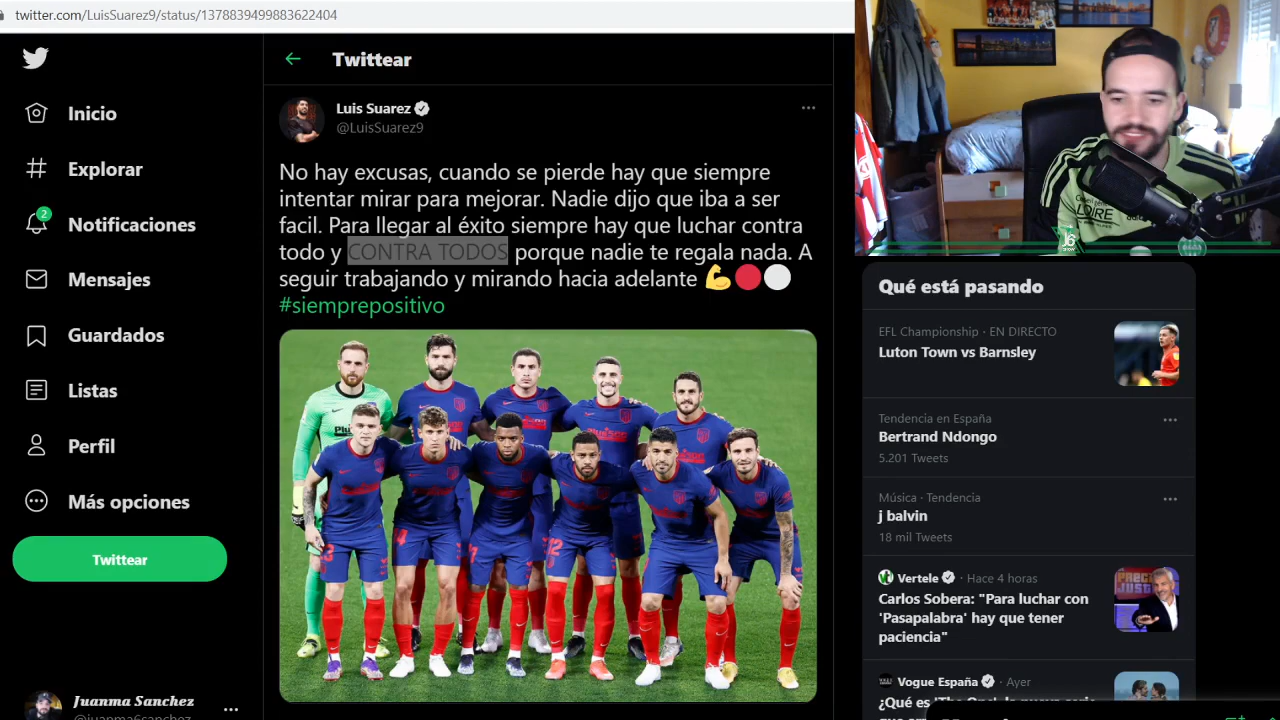 twitter.com/LuisSuarez9/status/1378839499883622404
Inicio
Explorar
2
Notificaciones
Mensajes
Guardados
Listas
Perfil
Más opciones
Twittear
Juanma Sanchez
@juanma6sanchez
Twittear
Luis Suarez
@LuisSuarez9
No hay excusas, cuando se pierde hay que siempre
intentar mirar para mejorar. Nadie dijo que iba a ser
facil. Para llegar al éxito siempre hay que luchar contra
todo y CONTRA TODOS porque nadie te regala nada. A
seguir trabajando y mirando hacia adelante
#siemprepositivo
Qué está pasando
EFL Championship · EN DIRECTO
Luton Town vs Barnsley
Tendencia en España
Bertrand Ndongo
5.201 Tweets
Música · Tendencia
j balvin
18 mil Tweets
Vertele · Hace 4 horas
Carlos Sobera: "Para luchar con
'Pasapalabra' hay que tener
paciencia"
Vogue España · Ayer